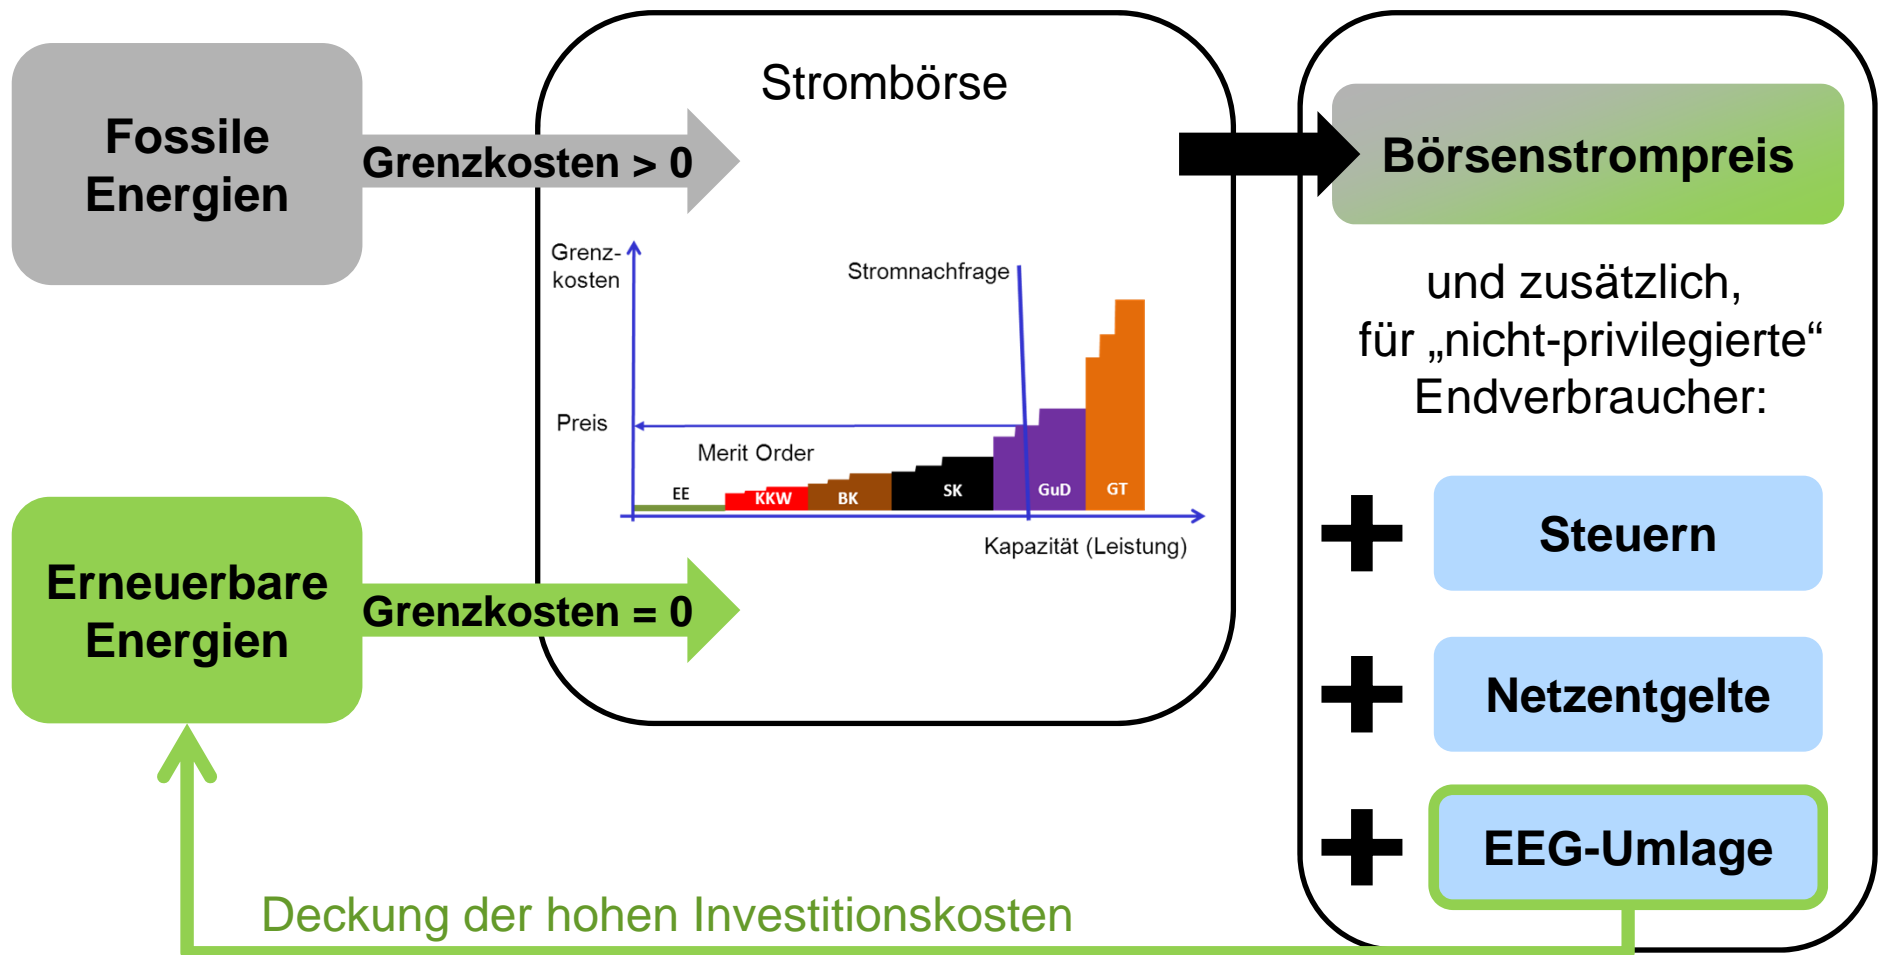 Fossile
Energien
Grenzkosten > 0
Strombörse
Börsenstrompreis
Grenz-
kosten
Stromnachfrage
Preis
Merit Order
EE
KKW
BK
SK
GuD
GT
Kapazität (Leistung)
und zusätzlich,
für „nicht-privilegierte“
Endverbraucher:
Steuern
Erneuerbare
Energien
Grenzkosten = 0
Netzentgelte
EEG-Umlage
Deckung der hohen Investitionskosten